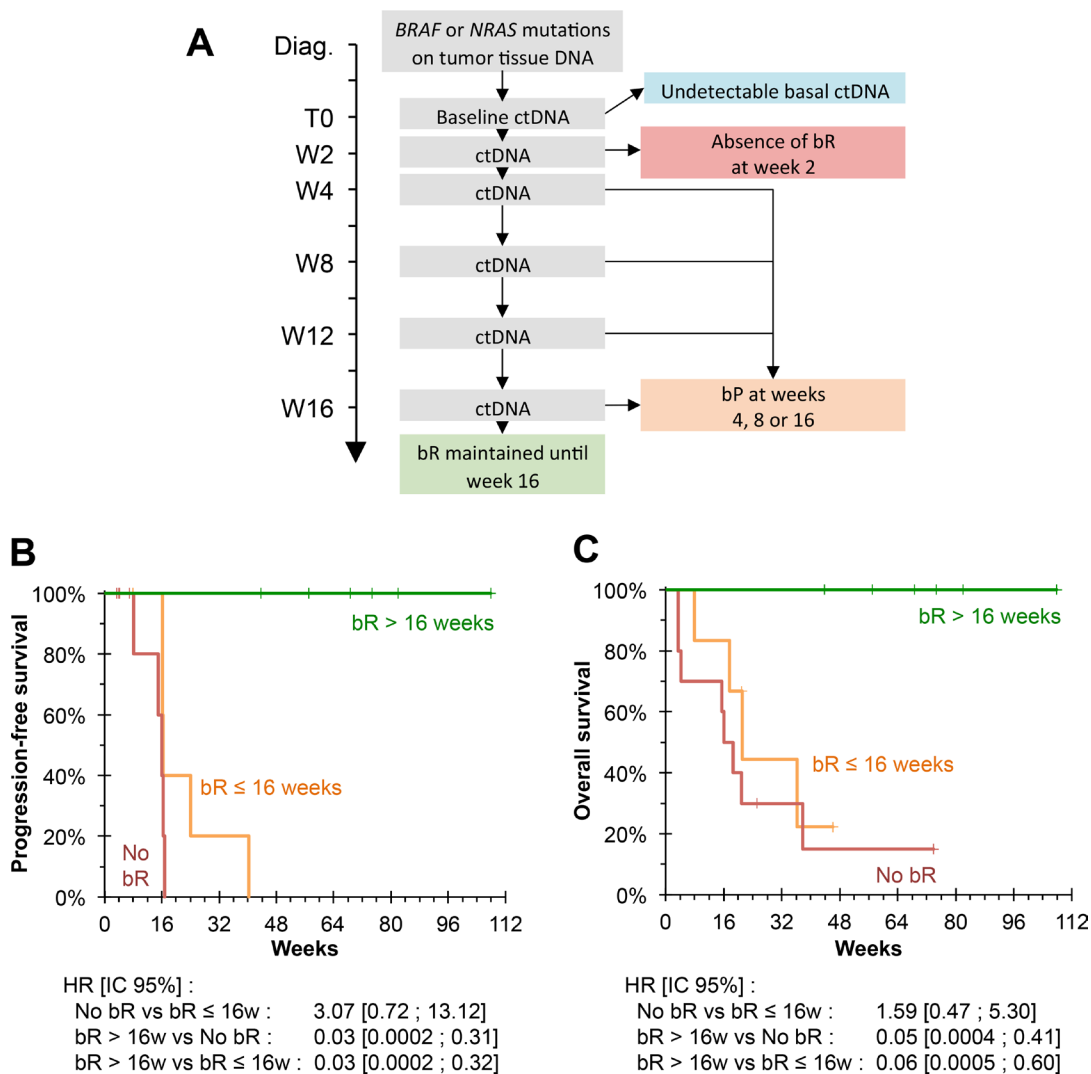 A
Diag.
T0
W2
W4
W8
W12
W16
BRAF or NRAS mutations
on tumor tissue DNA
Undetectable basal ctDNA
Baseline ctDNA
ctDNA
Absence of bR
at week 2
ctDNA
ctDNA
ctDNA
ctDNA
bP at weeks
4, 8 or 16
bR maintained until
week 16
B
Progression-free survival
100%
80%
60%
40%
20%
0%
bR > 16 weeks
bR ≤ 16 weeks
No
bR
0 16 32 48 64 80 96 112
Weeks
HR [IC 95%] :
No bR vs bR ≤ 16w : 3.07 [0.72 ; 13.12]
bR > 16w vs No bR : 0.03 [0.0002 ; 0.31]
bR > 16w vs bR ≤ 16w : 0.03 [0.0002 ; 0.32]
C
Overall survival
100%
80%
60%
40%
20%
0%
bR > 16 weeks
bR ≤ 16 weeks
No bR
0 16 32 48 64 80 96 112
Weeks
HR [IC 95%] :
No bR vs bR ≤ 16w : 1.59 [0.47 ; 5.30]
bR > 16w vs No bR : 0.05 [0.0004 ; 0.41]
bR > 16w vs bR ≤ 16w : 0.06 [0.0005 ; 0.60]